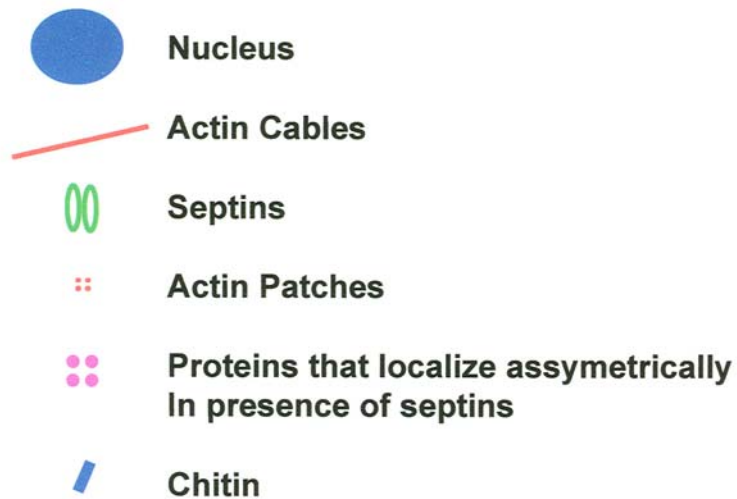 Nucleus
Actin Cables
Septins
Actin Patches
Proteins that localize assymetrically
In presence of septins
Chitin